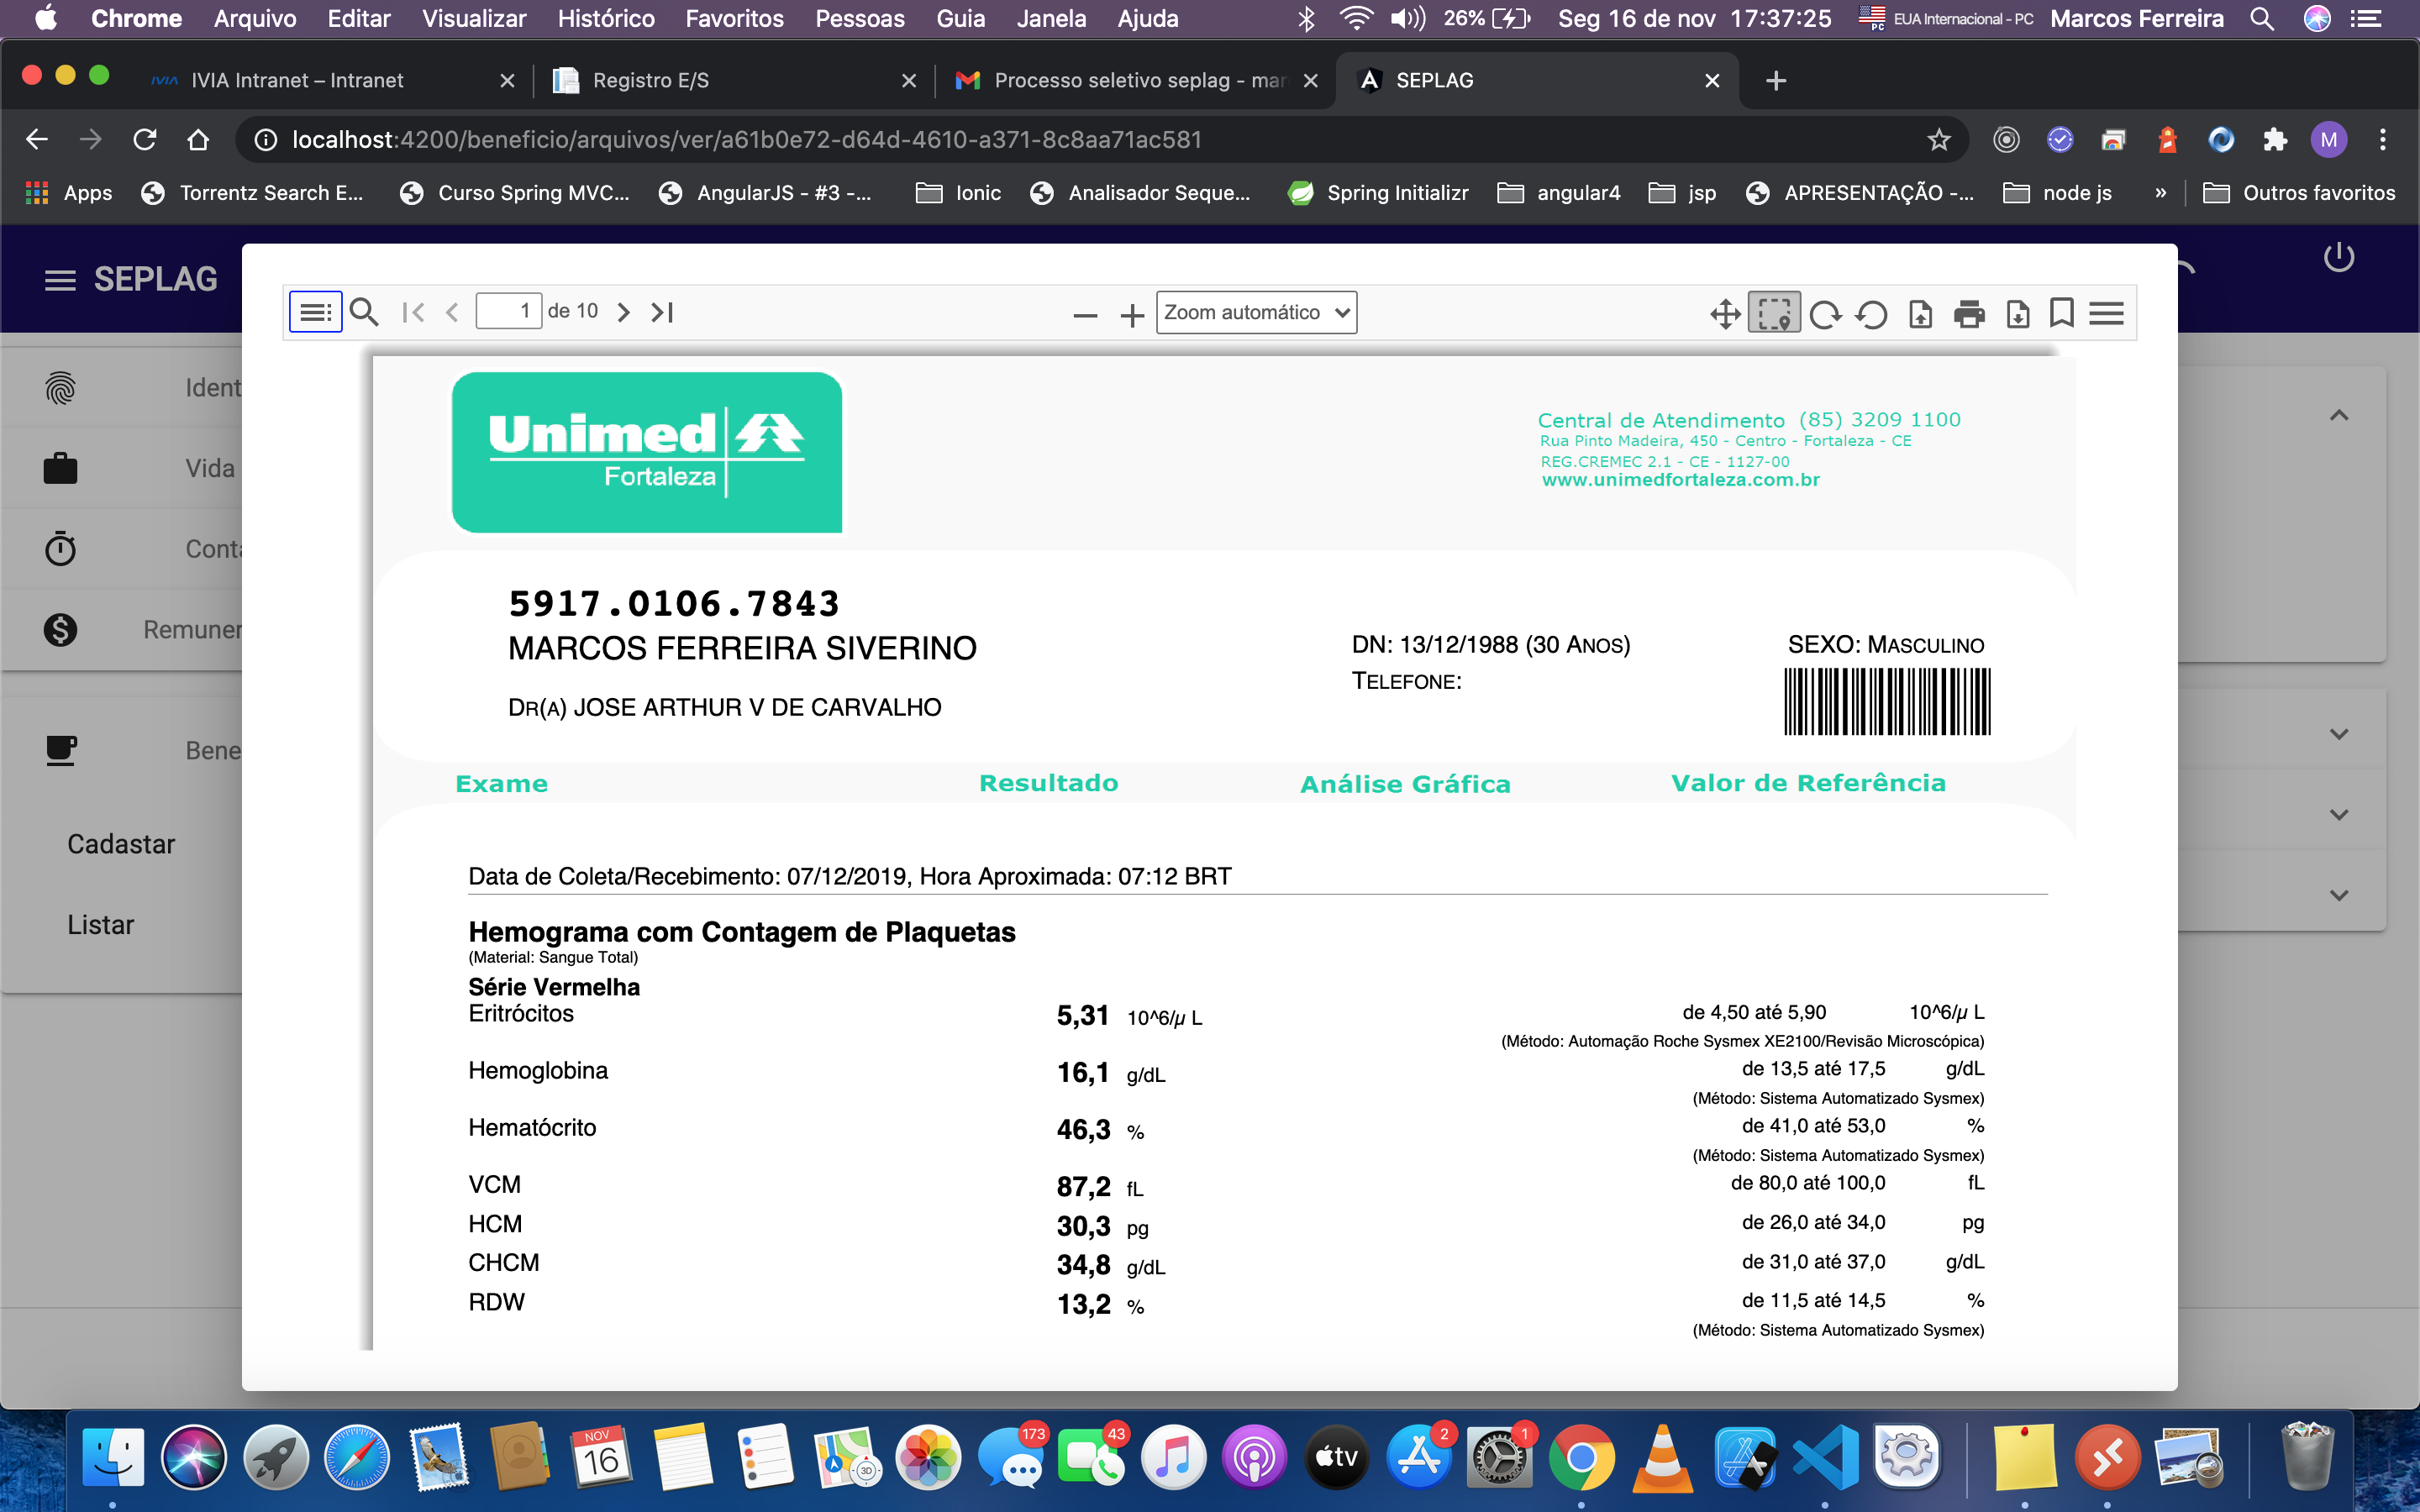 Chrome Arquivo Editar Visualizar Histórico Favoritos Pessoas Guia Janela Ajuda 26% Seg 16 de nov 17:37:25 PC EUA Internacional - PC Marcos Ferreira
IVIA IVIA Intranet – Intranet Registro E/S Processo seletivo seplag - mar SEPLAG
localhost:4200/beneficio/arquivos/ver/a61b0e72-d64d-4610-a371-8c8aa71ac581 M
Apps Torrentz Search E... Curso Spring MVC... AngularJS - #3 -... Ionic Analisador Seque... Spring Initializr angular4 jsp APRESENTAÇÃO -... node js » Outros favoritos
SEPLAG
1 de 10 Zoom automático
Ident
Vida
Conta
Remuner
Bene
Cadastar
Listar
Unimed
Fortaleza
Central de Atendimento (85) 3209 1100
Rua Pinto Madeira, 450 - Centro - Fortaleza - CE
REG.CREMEC 2.1 - CE - 1127-00
www.unimedfortaleza.com.br
5917.0106.7843
MARCOS FERREIRA SIVERINO DN: 13/12/1988 (30 ANOS) SEXO: MASCULINO
TELEFONE:
DR(A) JOSE ARTHUR V DE CARVALHO
Exame Resultado Análise Gráfica Valor de Referência
Data de Coleta/Recebimento: 07/12/2019, Hora Aproximada: 07:12 BRT
Hemograma com Contagem de Plaquetas
(Material: Sangue Total)
Série Vermelha
Eritrócitos 5,31 10^6/µ L de 4,50 até 5,90 10^6/µ L
(Método: Automação Roche Sysmex XE2100/Revisão Microscópica)
Hemoglobina 16,1 g/dL de 13,5 até 17,5 g/dL
(Método: Sistema Automatizado Sysmex)
Hematócrito 46,3 % de 41,0 até 53,0 %
(Método: Sistema Automatizado Sysmex)
VCM 87,2 fL de 80,0 até 100,0 fL
HCM 30,3 pg de 26,0 até 34,0 pg
CHCM 34,8 g/dL de 31,0 até 37,0 g/dL
RDW 13,2 % de 11,5 até 14,5 %
(Método: Sistema Automatizado Sysmex)
NOV 16 3D 173 43 tv 2 1